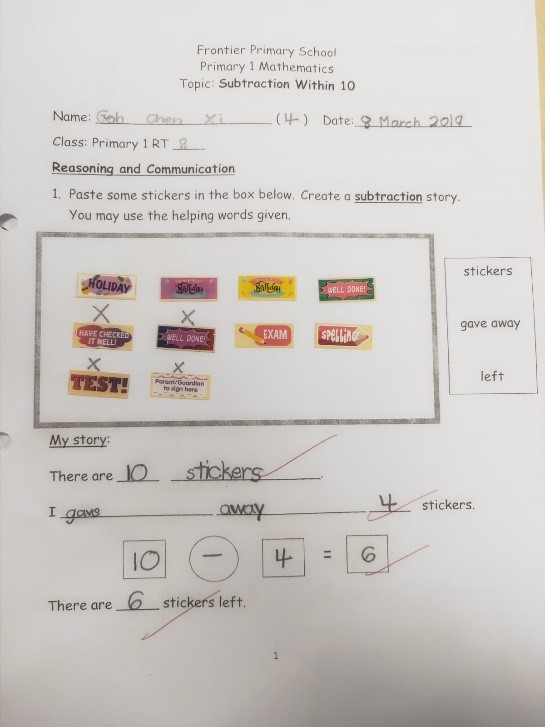 Frontier Primary School
Primary 1 Mathematics
Topic: Subtraction Within 10
Name: Goh Chen Xi (4) Date: 8 March 2019
Class: Primary 1 RT 8
Reasoning and Communication
1. Paste some stickers in the box below. Create a subtraction story.
You may use the helping words given.
HOLIDAY Birthday Birthday WELL DONE!
HAVE CHECKED IT WELL! WELL DONE! EXAM spelling
TEST! Parent/Guardian to sign here
stickers
gave away
left
My story:
There are 10 stickers.
I gave away 4 stickers.
10 - 4 = 6
There are 6 stickers left.
1